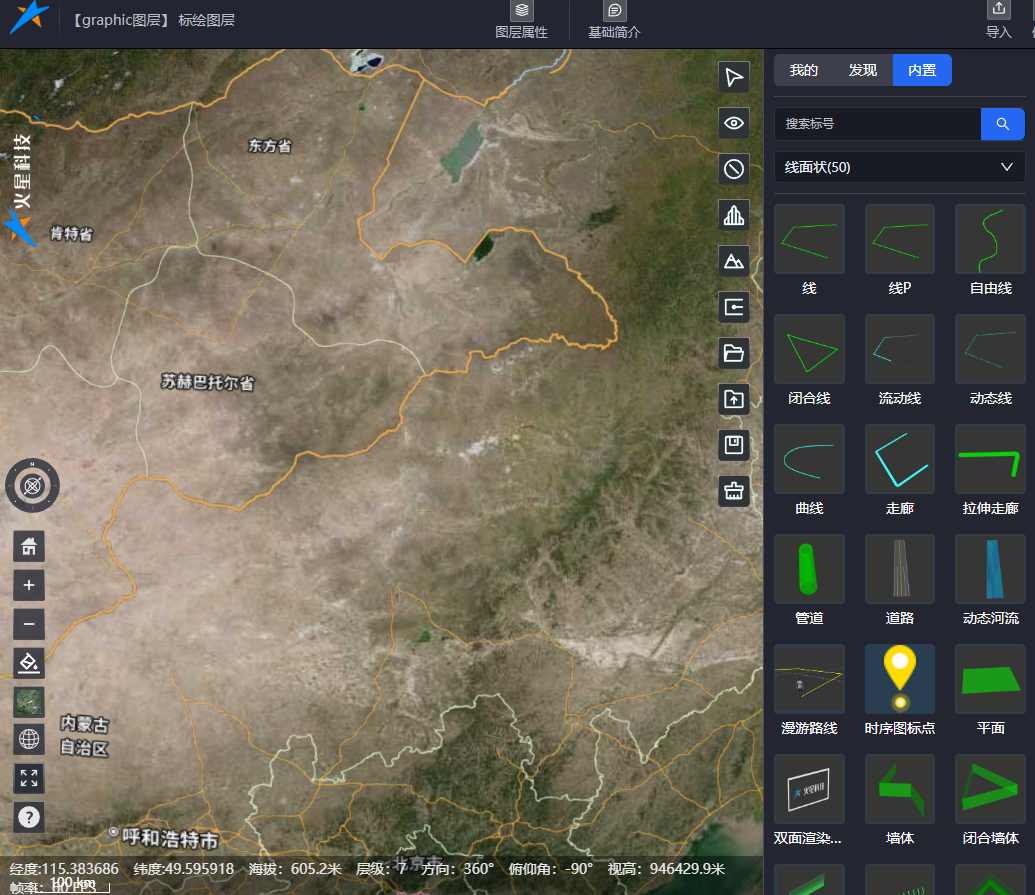 【graphic图层】 标绘图层
图层属性
基础简介
导入
我的
发现
内置
搜索标号
线面状(50)
线
线P
自由线
闭合线
流动线
动态线
曲线
走廊
拉伸走廊
管道
道路
动态河流
漫游路线
时序图标点
平面
双面渲染...
墙体
闭合墙体
火星科技
东方省
肯特省
苏赫巴托尔省
N
内蒙古
自治区
呼和浩特市
北京市
经度:115.383686 纬度:49.595918 海拔：605.2米 层级：7 方向：360° 俯仰角：-90° 视高：946429.9米
帧率：60 FPS
100 km
火星科技